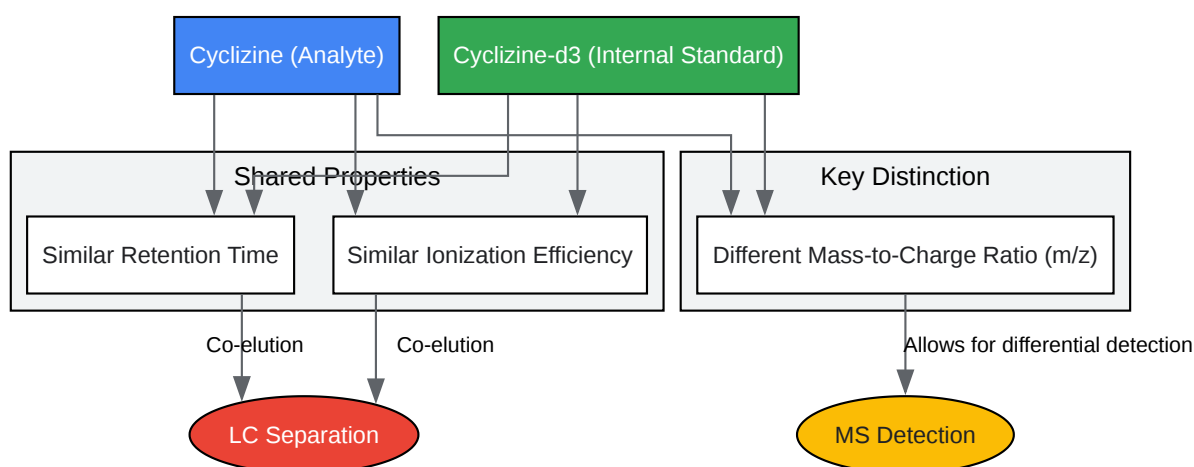 Cyclizine (Analyte)
Cyclizine-d3 (Internal Standard)
Shared Properties
Key Distinction
Similar Retention Time
Similar Ionization Efficiency
Different Mass-to-Charge Ratio (m/z)
Co-elution
Co-elution
Allows for differential detection
LC Separation
MS Detection